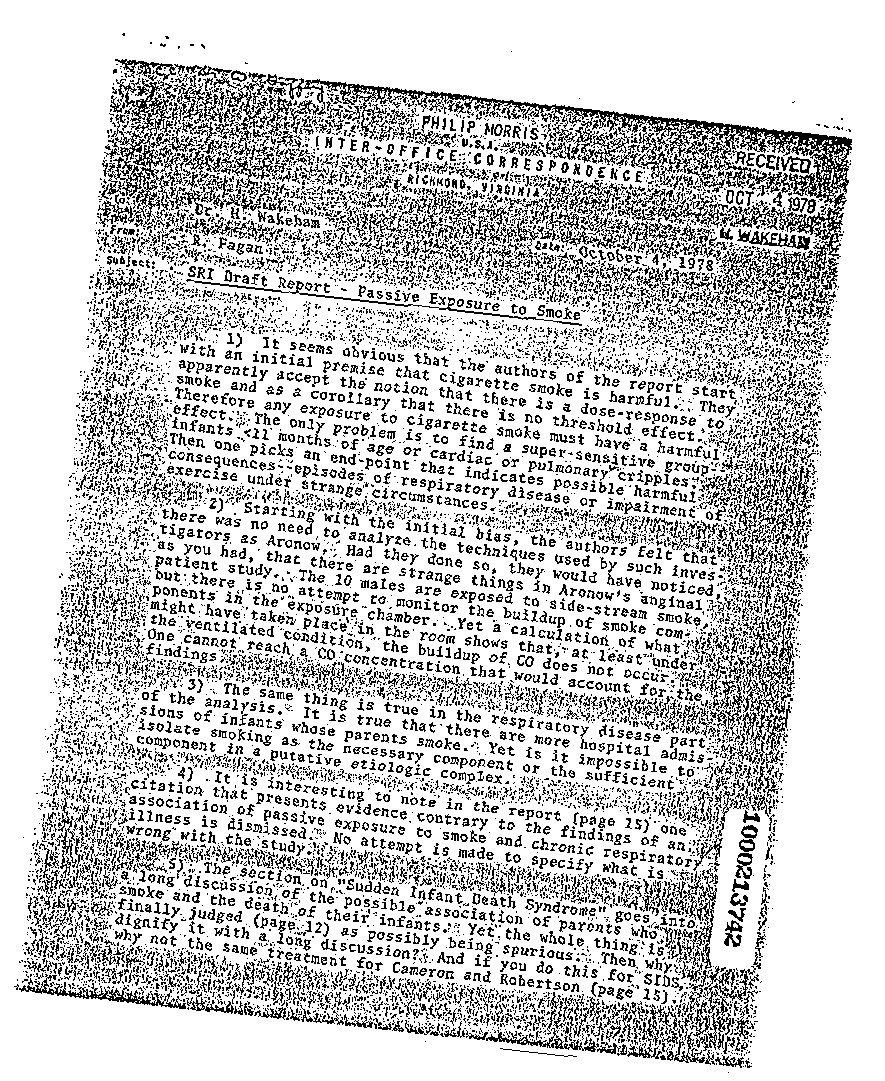 PHILIP MORRIS
U.S.A.
INTER-OFFICE CORRESPONDENCE
RICHMOND, VIRGINIA
RECEIVED
OCT 4 1978
H. WAKEHAM
To: Dr. H. Wakeham
Date: October 4, 1978
From: R. Fagan
Subject: SRI Draft Report - Passive Exposure to Smoke
1) It seems obvious that the authors of the report start
with an initial premise that cigarette smoke is harmful. They
apparently accept the notion that there is a dose-response to
smoke and as a corollary that there is no threshold effect.
Therefore any exposure to cigarette smoke must have a harmful
effect. The only problem is to find a super-sensitive group -
infants <11 months of age or cardiac or pulmonary "cripples".
Then one picks an end-point that indicates possible harmful
consequences--episodes of respiratory disease or impairment of
exercise under strange circumstances.
2) Starting with the initial bias, the authors felt that
there was no need to analyze the techniques used by such inves-
tigators as Aronow. Had they done so, they would have noticed,
as you had, that there are strange things in Aronow's anginal
patient study. The 10 males are exposed to side-stream smoke,
but there is no attempt to monitor the buildup of smoke com-
ponents in the exposure chamber. Yet a calculation of what
might have taken place in the room shows that, at least under
the ventilated condition, the buildup of CO does not occur.
One cannot reach a CO concentration that would account for the
findings.
3) The same thing is true in the respiratory disease part
of the analysis. It is true that there are more hospital admis-
sions of infants whose parents smoke. Yet is it impossible to
isolate smoking as the necessary component or the sufficient
component in a putative etiologic complex.
4) It is interesting to note in the report (page 15) one
citation that presents evidence contrary to the findings of an
association of passive exposure to smoke and chronic respiratory
illness is dismissed. No attempt is made to specify what is
wrong with the study.
5) The section on "Sudden Infant Death Syndrome" goes into
a long discussion of the possible association of parents who
smoke and the death of their infants. Yet the whole thing is
finally judged (page 12) as possibly being spurious. Then why
dignify it with a long discussion? And if you do this for SIDS,
why not the same treatment for Cameron and Robertson (page 15)
1000213742